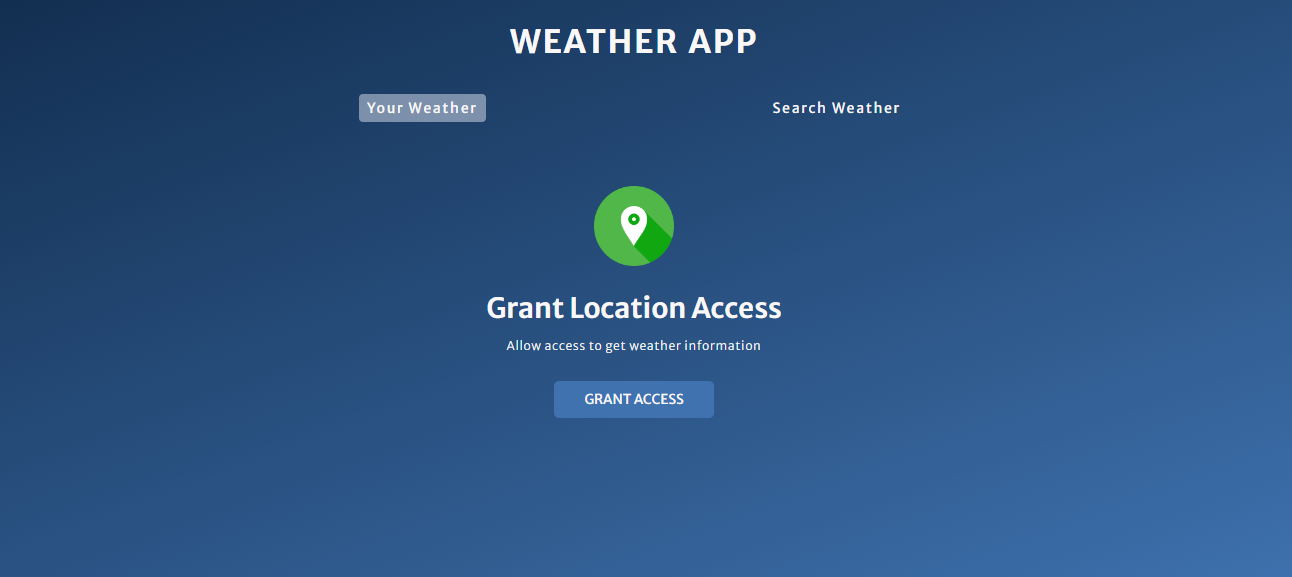 WEATHER APP
Your Weather
Search Weather
Grant Location Access
Allow access to get weather information
GRANT ACCESS